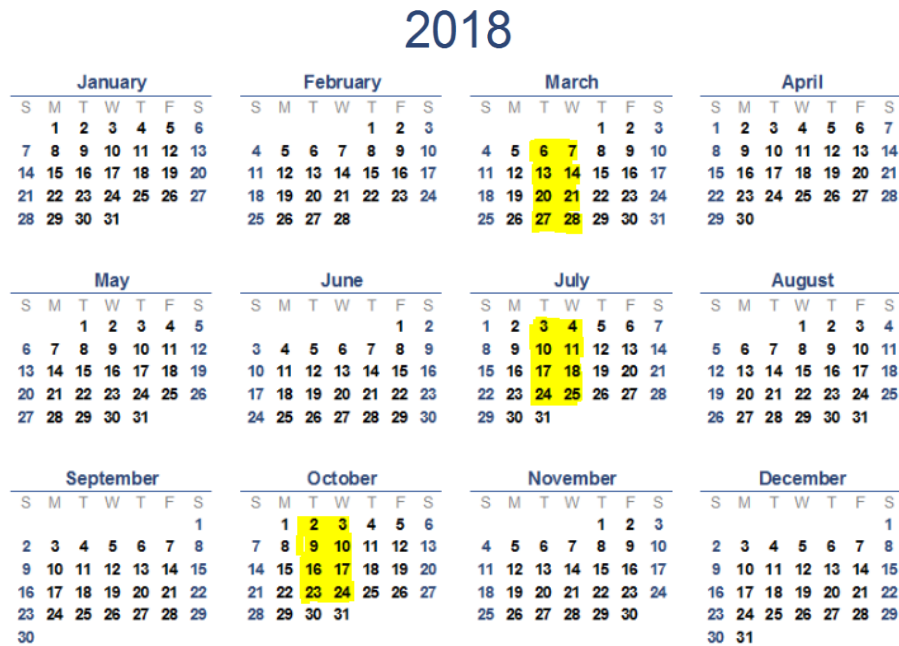 2018
January February March April
S M T W T F S S M T W T F S S M T W T F S S M T W T F S
1 2 3 4 5 6 1 2 3 1 2 3 1 2 3 4 5 6 7
7 8 9 10 11 12 13 4 5 6 7 8 9 10 4 5 6 7 8 9 10 8 9 10 11 12 13 14
14 15 16 17 18 19 20 11 12 13 14 15 16 17 11 12 13 14 15 16 17 15 16 17 18 19 20 21
21 22 23 24 25 26 27 18 19 20 21 22 23 24 18 19 20 21 22 23 24 22 23 24 25 26 27 28
28 29 30 31 25 26 27 28 25 26 27 28 29 30 31 29 30
May June July August
S M T W T F S S M T W T F S S M T W T F S S M T W T F S
1 2 3 4 5 1 2 1 2 3 4 5 6 7 1 2 3 4
6 7 8 9 10 11 12 3 4 5 6 7 8 9 8 9 10 11 12 13 14 5 6 7 8 9 10 11
13 14 15 16 17 18 19 10 11 12 13 14 15 16 15 16 17 18 19 20 21 12 13 14 15 16 17 18
20 21 22 23 24 25 26 17 18 19 20 21 22 23 22 23 24 25 26 27 28 19 20 21 22 23 24 25
27 28 29 30 31 24 25 26 27 28 29 30 29 30 31 26 27 28 29 30 31
September October November December
S M T W T F S S M T W T F S S M T W T F S S M T W T F S
1 1 2 3 4 5 6 1 2 3 1
2 3 4 5 6 7 8 7 8 9 10 11 12 13 4 5 6 7 8 9 10 2 3 4 5 6 7 8
9 10 11 12 13 14 15 14 15 16 17 18 19 20 11 12 13 14 15 16 17 9 10 11 12 13 14 15
16 17 18 19 20 21 22 21 22 23 24 25 26 27 18 19 20 21 22 23 24 16 17 18 19 20 21 22
23 24 25 26 27 28 29 28 29 30 31 25 26 27 28 29 30 23 24 25 26 27 28 29
30 30 31